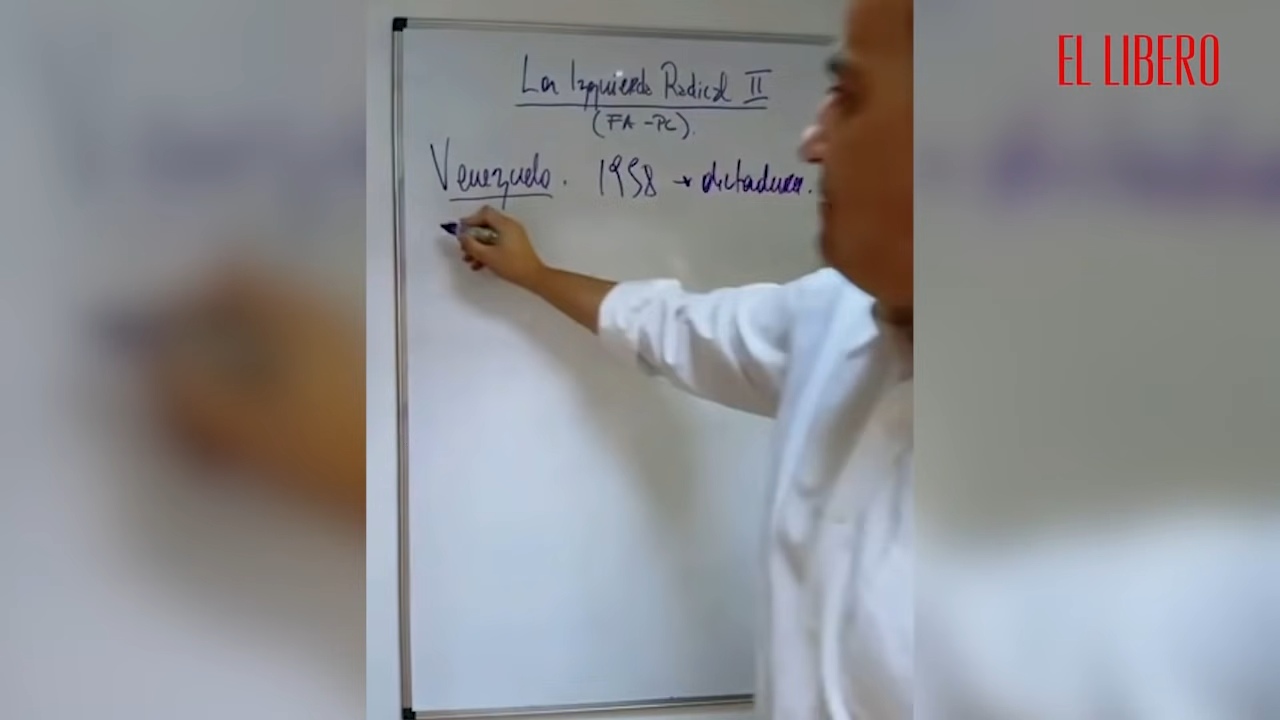 EL LIBERO
La Izquierda Radical II
(FA - PC).
Venezuela. 1958 → dictadura.